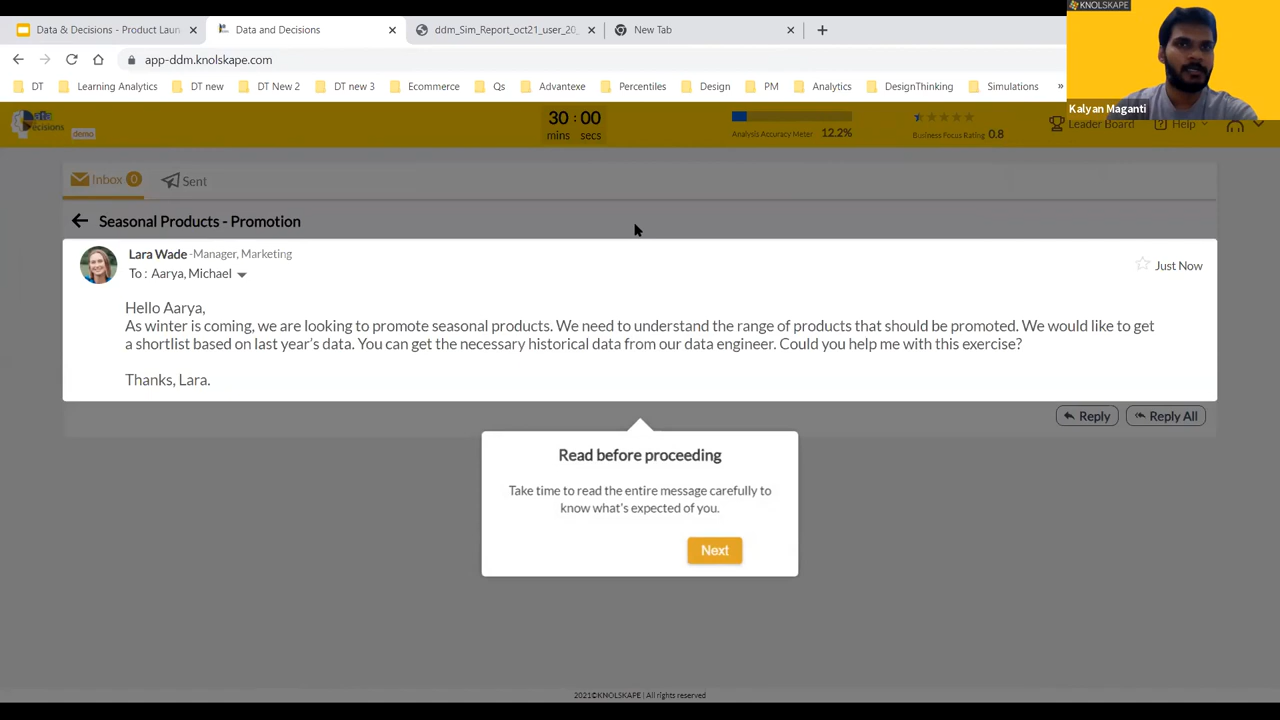 Data & Decisions - Product Laun
Data and Decisions
ddm_Sim_Report_oct21_user_20_
New Tab
app-ddm.knolskape.com
DT
Learning Analytics
DT new
DT New 2
DT new 3
Ecommerce
Qs
Advantexe
Percentiles
Design
PM
Analytics
DesignThinking
Simulations
»
KNOLSKAPE
Kalyan Maganti
Decisions
demo
30 : 00
mins secs
Analysis Accuracy Meter 12.2%
Business Focus Rating 0.8
Leader Board
Help
Inbox 0
Sent
Seasonal Products - Promotion
Lara Wade -Manager, Marketing
To : Aarya, Michael
Just Now
Hello Aarya,
As winter is coming, we are looking to promote seasonal products. We need to understand the range of products that should be promoted. We would like to get
a shortlist based on last year's data. You can get the necessary historical data from our data engineer. Could you help me with this exercise?
Thanks, Lara.
Reply
Reply All
Read before proceeding
Take time to read the entire message carefully to
know what's expected of you.
Next
2021©KNOLSKAPE | All rights reserved